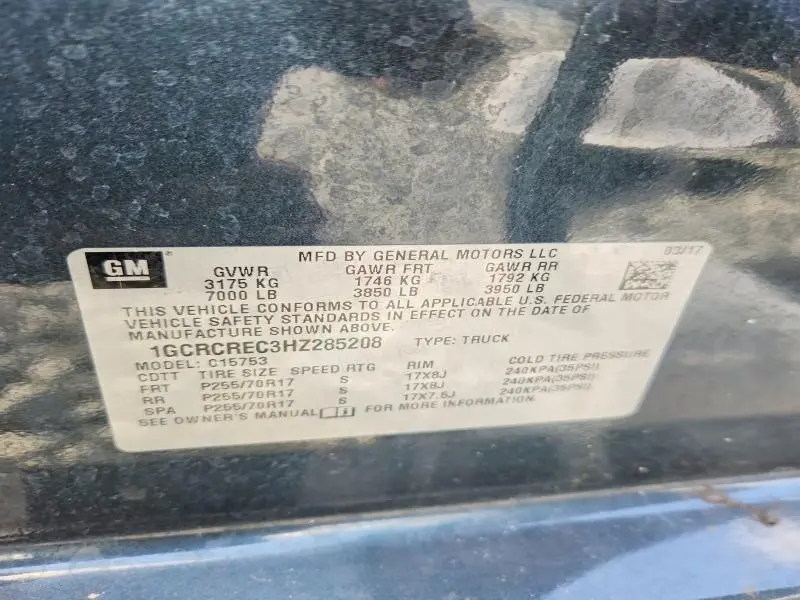 GM ®
MFD BY GENERAL MOTORS LLC 03/17
GVWR GAWR FRT GAWR RR
3175 KG 1746 KG 1792 KG
7000 LB 3850 LB 3950 LB
THIS VEHICLE CONFORMS TO ALL APPLICABLE U.S. FEDERAL MOTOR
VEHICLE SAFETY STANDARDS IN EFFECT ON THE DATE OF
MANUFACTURE SHOWN ABOVE.
1GCRCREC3HZ285208 TYPE: TRUCK
MODEL: C15753
CDTT TIRE SIZE SPEED RTG RIM COLD TIRE PRESSURE
FRT P255/70R17 S 17X8J 240KPA(35PSI)
RR P255/70R17 S 17X8J 240KPA(35PSI)
SPA P255/70R17 S 17X7.5J 240KPA(35PSI)
SEE OWNER'S MANUAL FOR MORE INFORMATION.